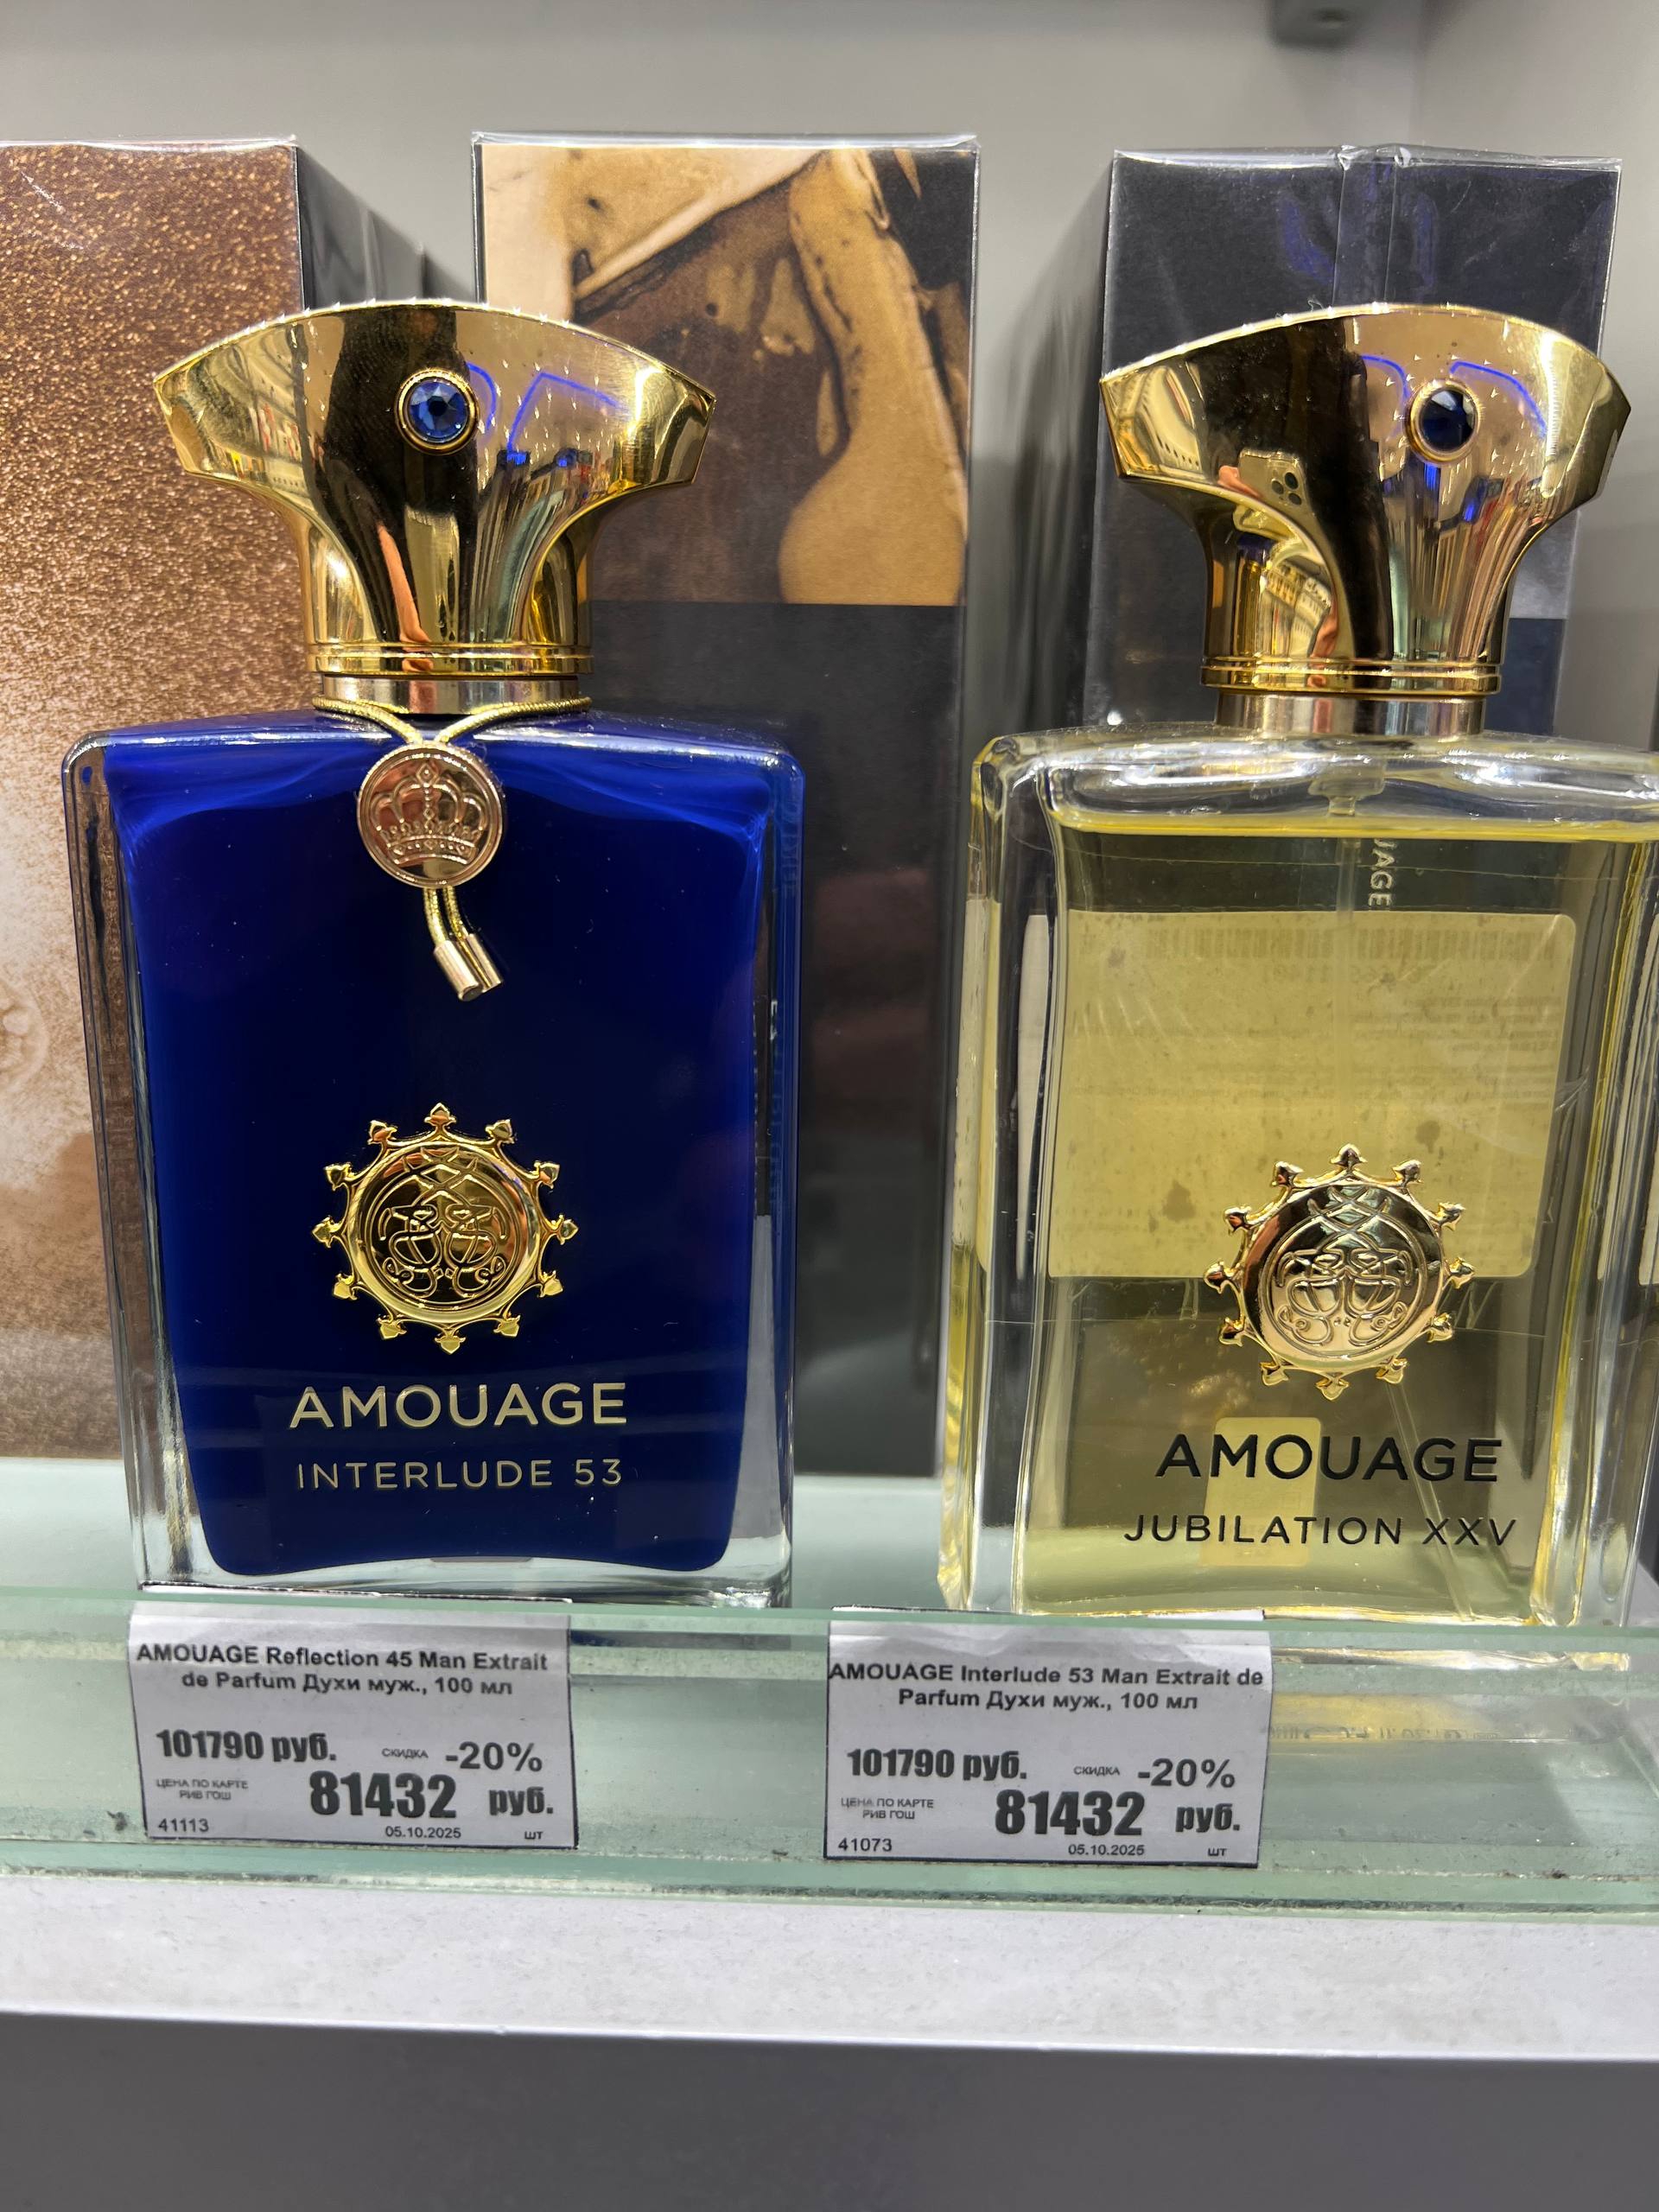 AMOUAGE
INTERLUDE 53
UAGE
AMOUAGE
JUBILATION XXV
AMOUAGE Reflection 45 Man Extrait
de Parfum Духи муж., 100 мл
101790 руб. СКИДКА -20%
ЦЕНА ПО КАРТЕ
РИВ ГОШ
81432 руб.
41113 05.10.2025 шт
AMOUAGE Interlude 53 Man Extrait de
Parfum Духи муж., 100 мл
101790 руб. СКИДКА -20%
ЦЕНА ПО КАРТЕ
РИВ ГОШ
81432 руб.
41073 05.10.2025 шт